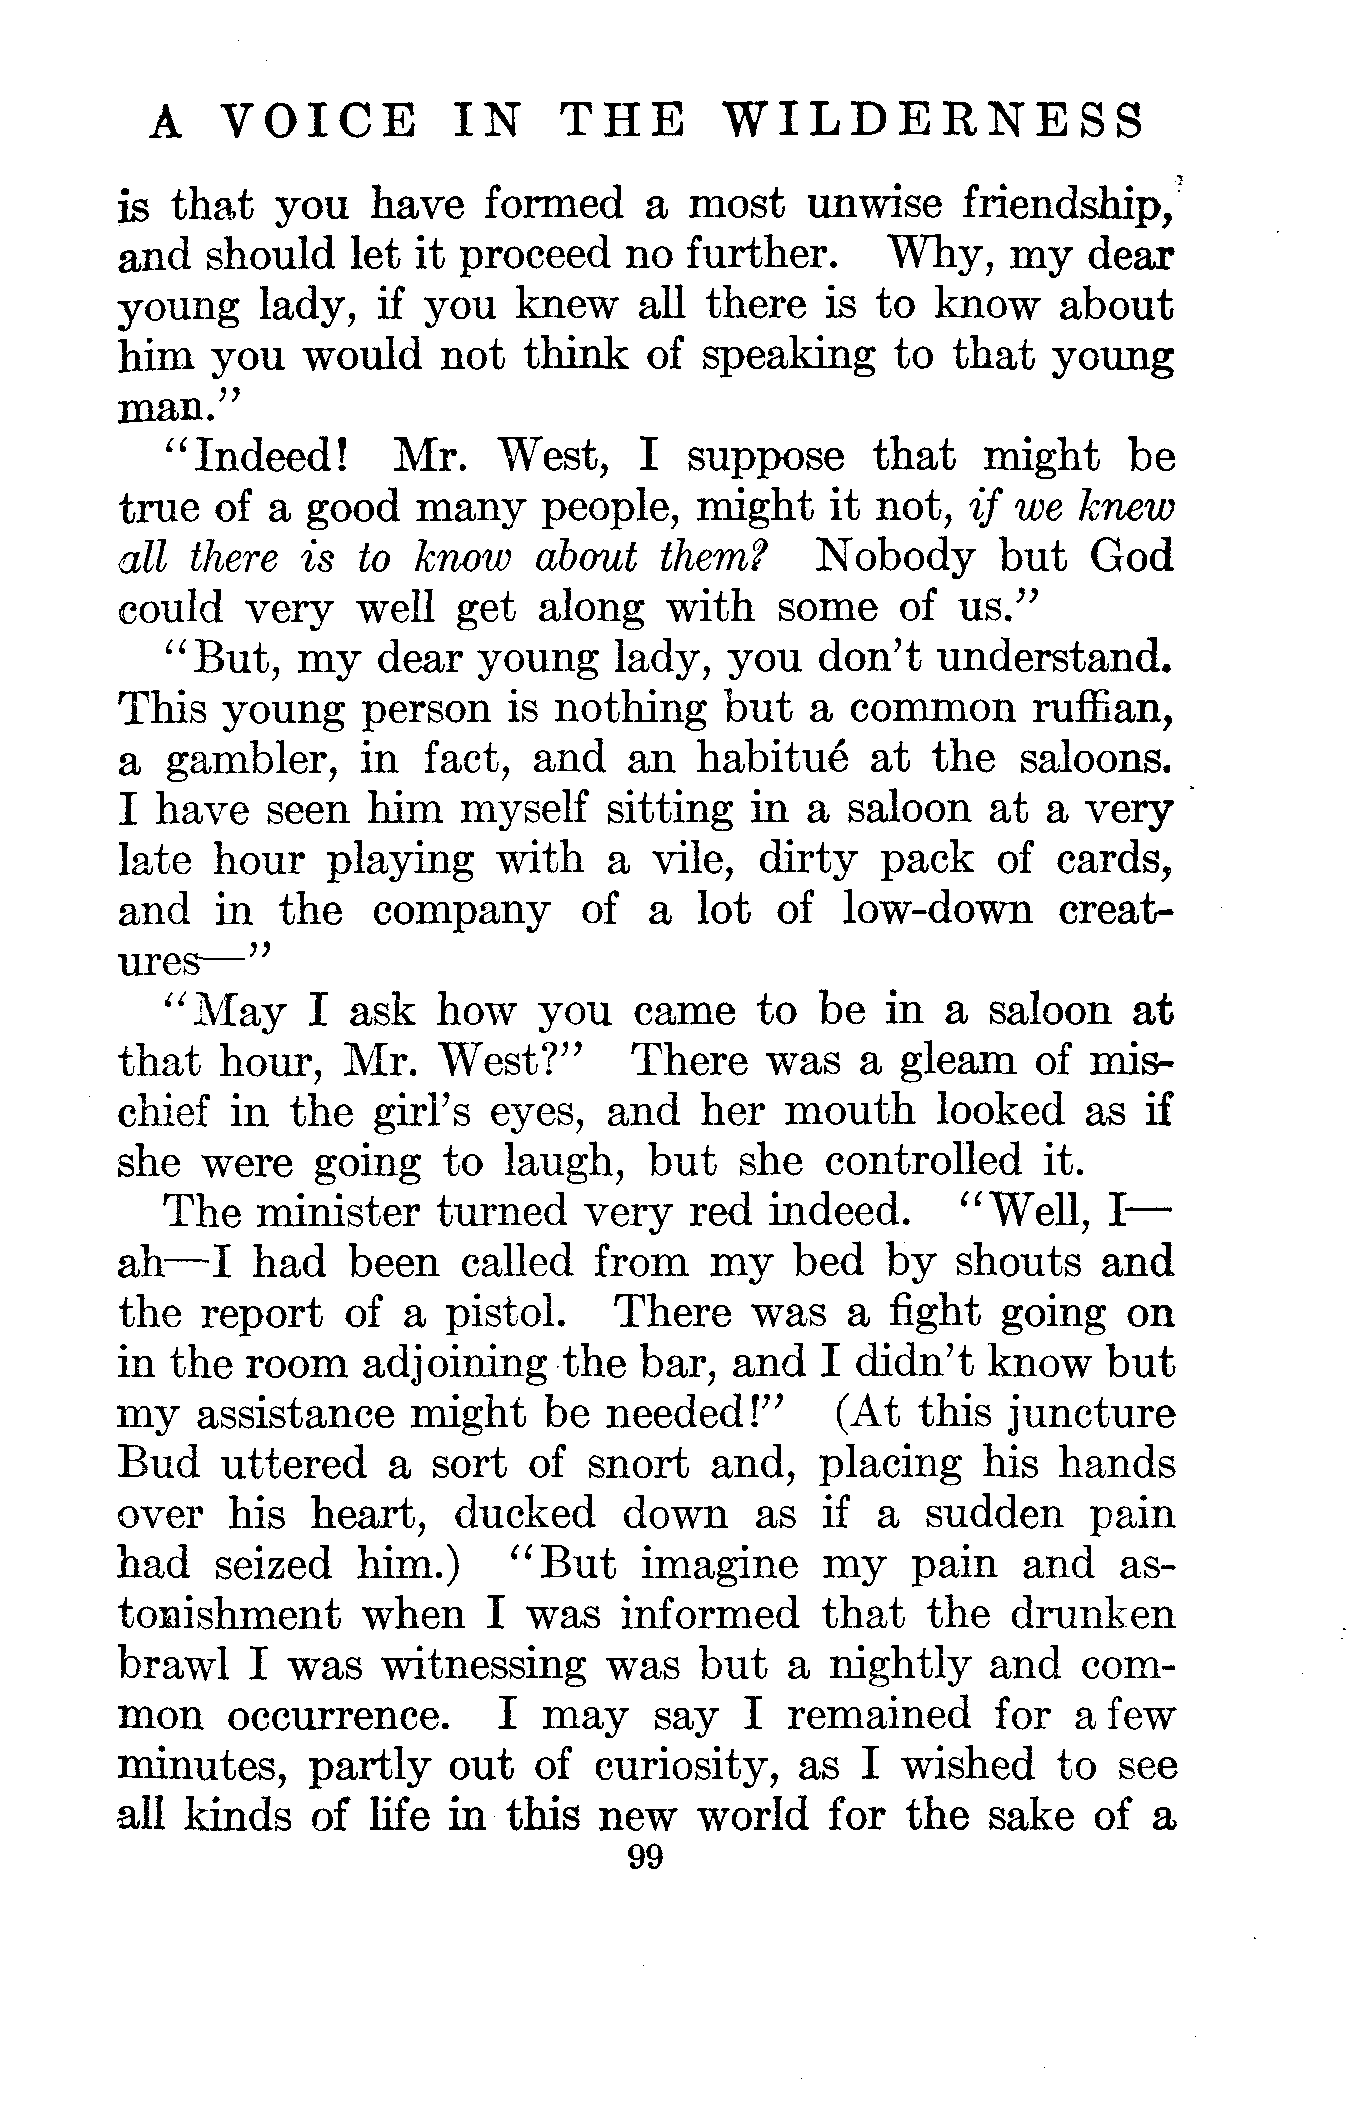 A VOICE IN THE WILDERNESS
is that you have formed a most unwise friendship,
and should let it proceed no further. Why, my dear
young lady, if you knew all there is to know about
him you would not think of speaking to that young
man."
"Indeed! Mr. West, I suppose that might be
true of a good many people, might it not, if we knew
all there is to know about them? Nobody but God
could very well get along with some of us."
"But, my dear young lady, you don't understand.
This young person is nothing but a common ruffian,
a gambler, in fact, and an habitué at the saloons.
I have seen him myself sitting in a saloon at a very
late hour playing with a vile, dirty pack of cards,
and in the company of a lot of low-down creat-
ures—"
"May I ask how you came to be in a saloon at
that hour, Mr. West?" There was a gleam of mis-
chief in the girl's eyes, and her mouth looked as if
she were going to laugh, but she controlled it.
The minister turned very red indeed. "Well, I—
ah—I had been called from my bed by shouts and
the report of a pistol. There was a fight going on
in the room adjoining the bar, and I didn't know but
my assistance might be needed!" (At this juncture
Bud uttered a sort of snort and, placing his hands
over his heart, ducked down as if a sudden pain
had seized him.) "But imagine my pain and as-
tonishment when I was informed that the drunken
brawl I was witnessing was but a nightly and com-
mon occurrence. I may say I remained for a few
minutes, partly out of curiosity, as I wished to see
all kinds of life in this new world for the sake of a
99